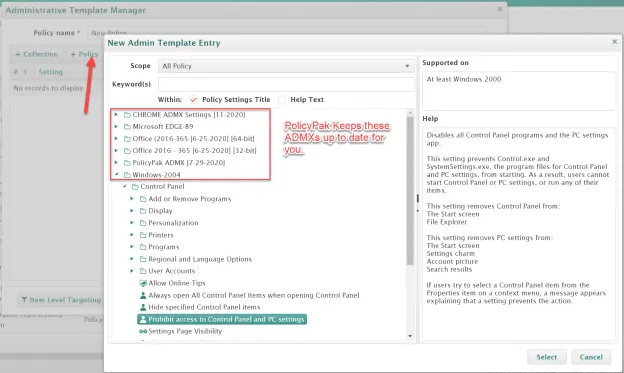 Administrative Template Manager
Policy name * New Policy
+ Collection + Policy
# ↑ Setting
No records to display
Item Level Targeting
Policy
New Admin Template Entry
Scope All Policy
Keyword(s)
Within: Policy Settings Title Help Text
CHROME ADMX Settings [11-2020]
Microsoft EDGE-89
Office (2016-365 [6-25-2020] [64-bit]
Office 2016 - 365 [6-25-2020] [32-bit]
PolicyPak ADMX [7-29-2020]
Windows-2004
PolicyPak Keeps these
ADMXs up to date for
you.
Control Panel
Add or Remove Programs
Display
Personalization
Printers
Programs
Regional and Language Options
User Accounts
Allow Online Tips
Always open All Control Panel Items when opening Control Panel
Hide specified Control Panel items
Prohibit access to Control Panel and PC settings
Settings Page Visibility
Supported on
At least Windows 2000
Help
Disables all Control Panel programs and the PC settings
app.
This setting prevents Control.exe and
SystemSettings.exe, the program files for Control Panel
and PC settings, from starting. As a result, users cannot
start Control Panel or PC settings, or run any of their
items.
This setting removes Control Panel from:
The Start screen
File Explorer
This setting removes PC settings from:
The Start screen
Settings charm
Account picture
Search results
If users try to select a Control Panel item from the
Properties item on a context menu, a message appears
explaining that a setting prevents the action.
Select Cancel